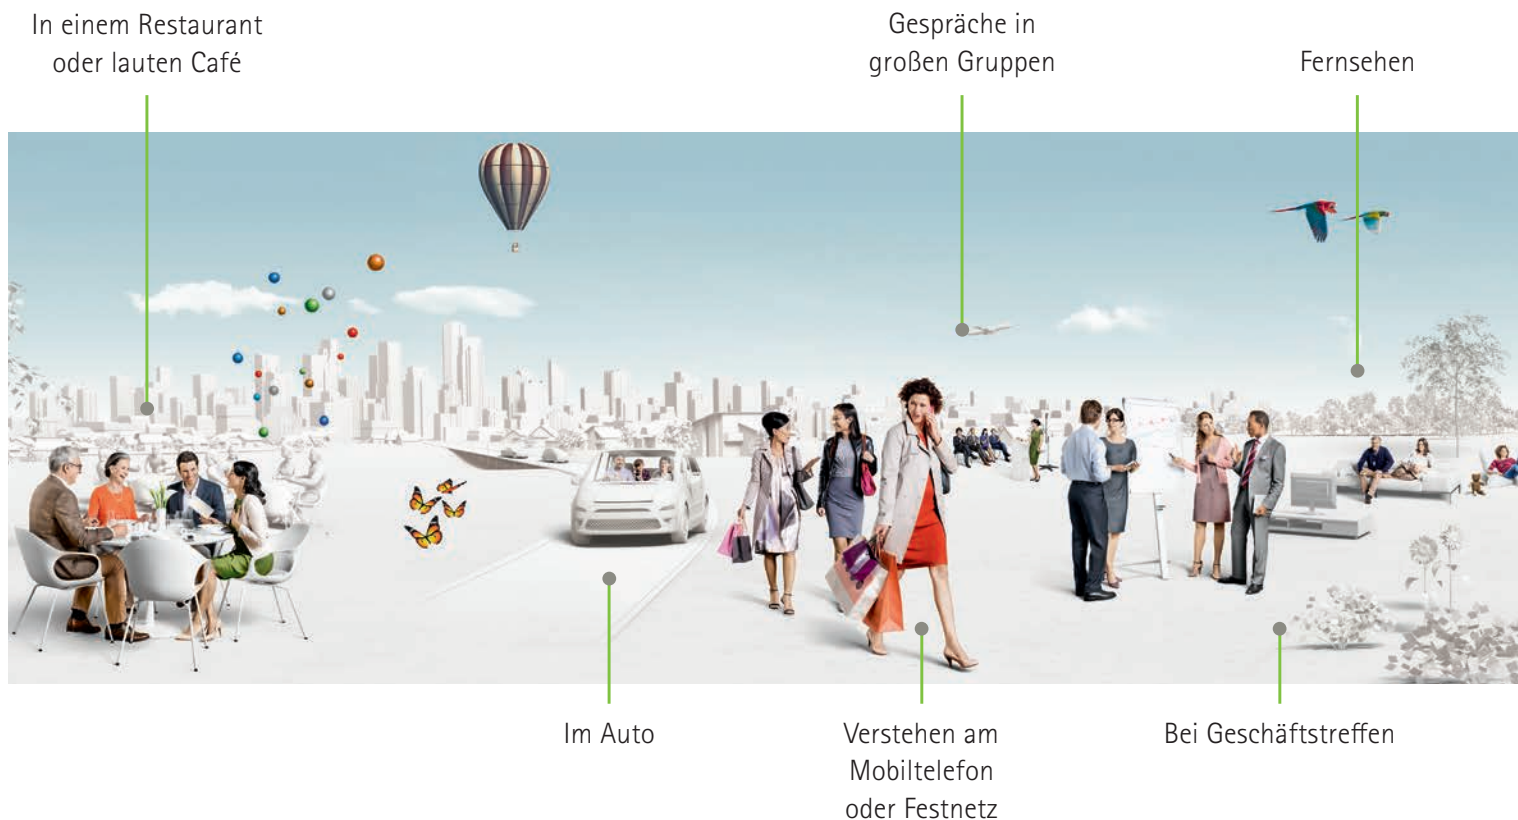 In einem Restaurant
oder lauten Café
Gespräche in
großen Gruppen
Fernsehen
Im Auto
Verstehen am
Mobiltelefon
oder Festnetz
Bei Geschäftstreffen